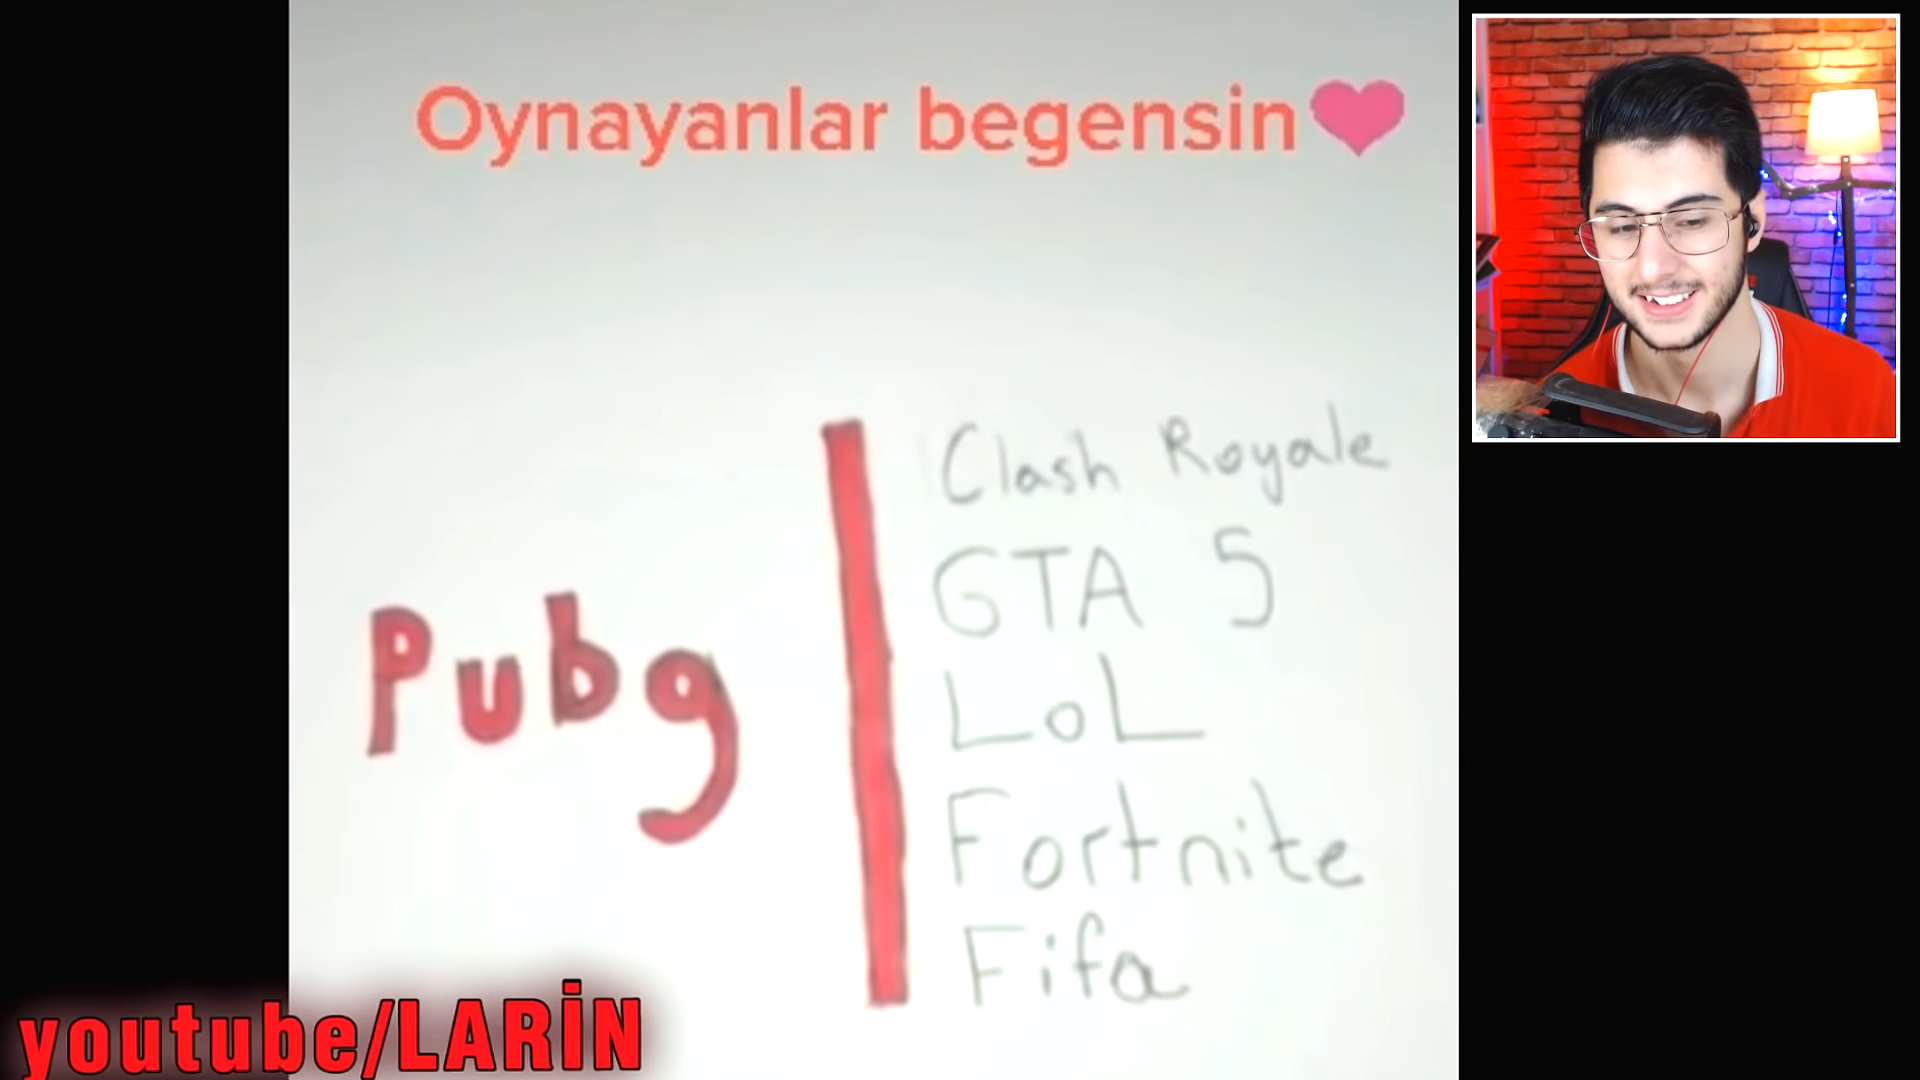 Oynayanlar begensin
Pubg
Clash Royale
GTA 5
LoL
Fortnite
Fifa
youtube/LARİN